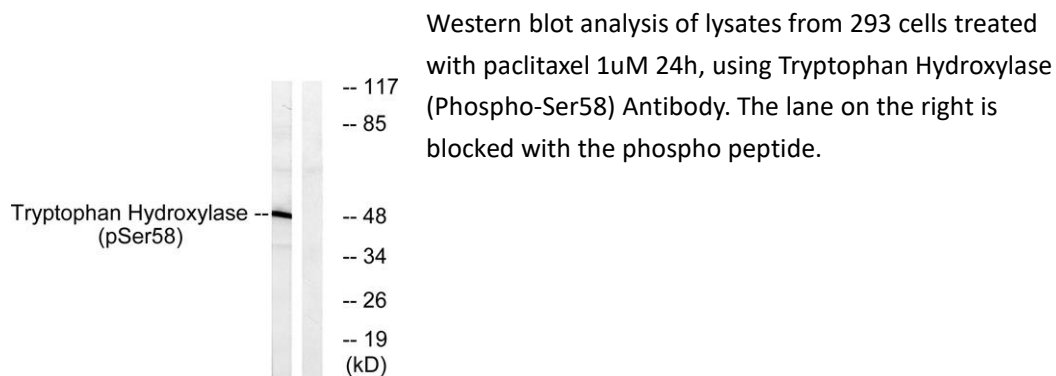 Western blot analysis of lysates from 293 cells treated
with paclitaxel 1uM 24h, using Tryptophan Hydroxylase
(Phospho-Ser58) Antibody. The lane on the right is
blocked with the phospho peptide.
-- 117
-- 85
Tryptophan Hydroxylase -- -- 48
(pSer58)
-- 34
-- 26
-- 19
(kD)